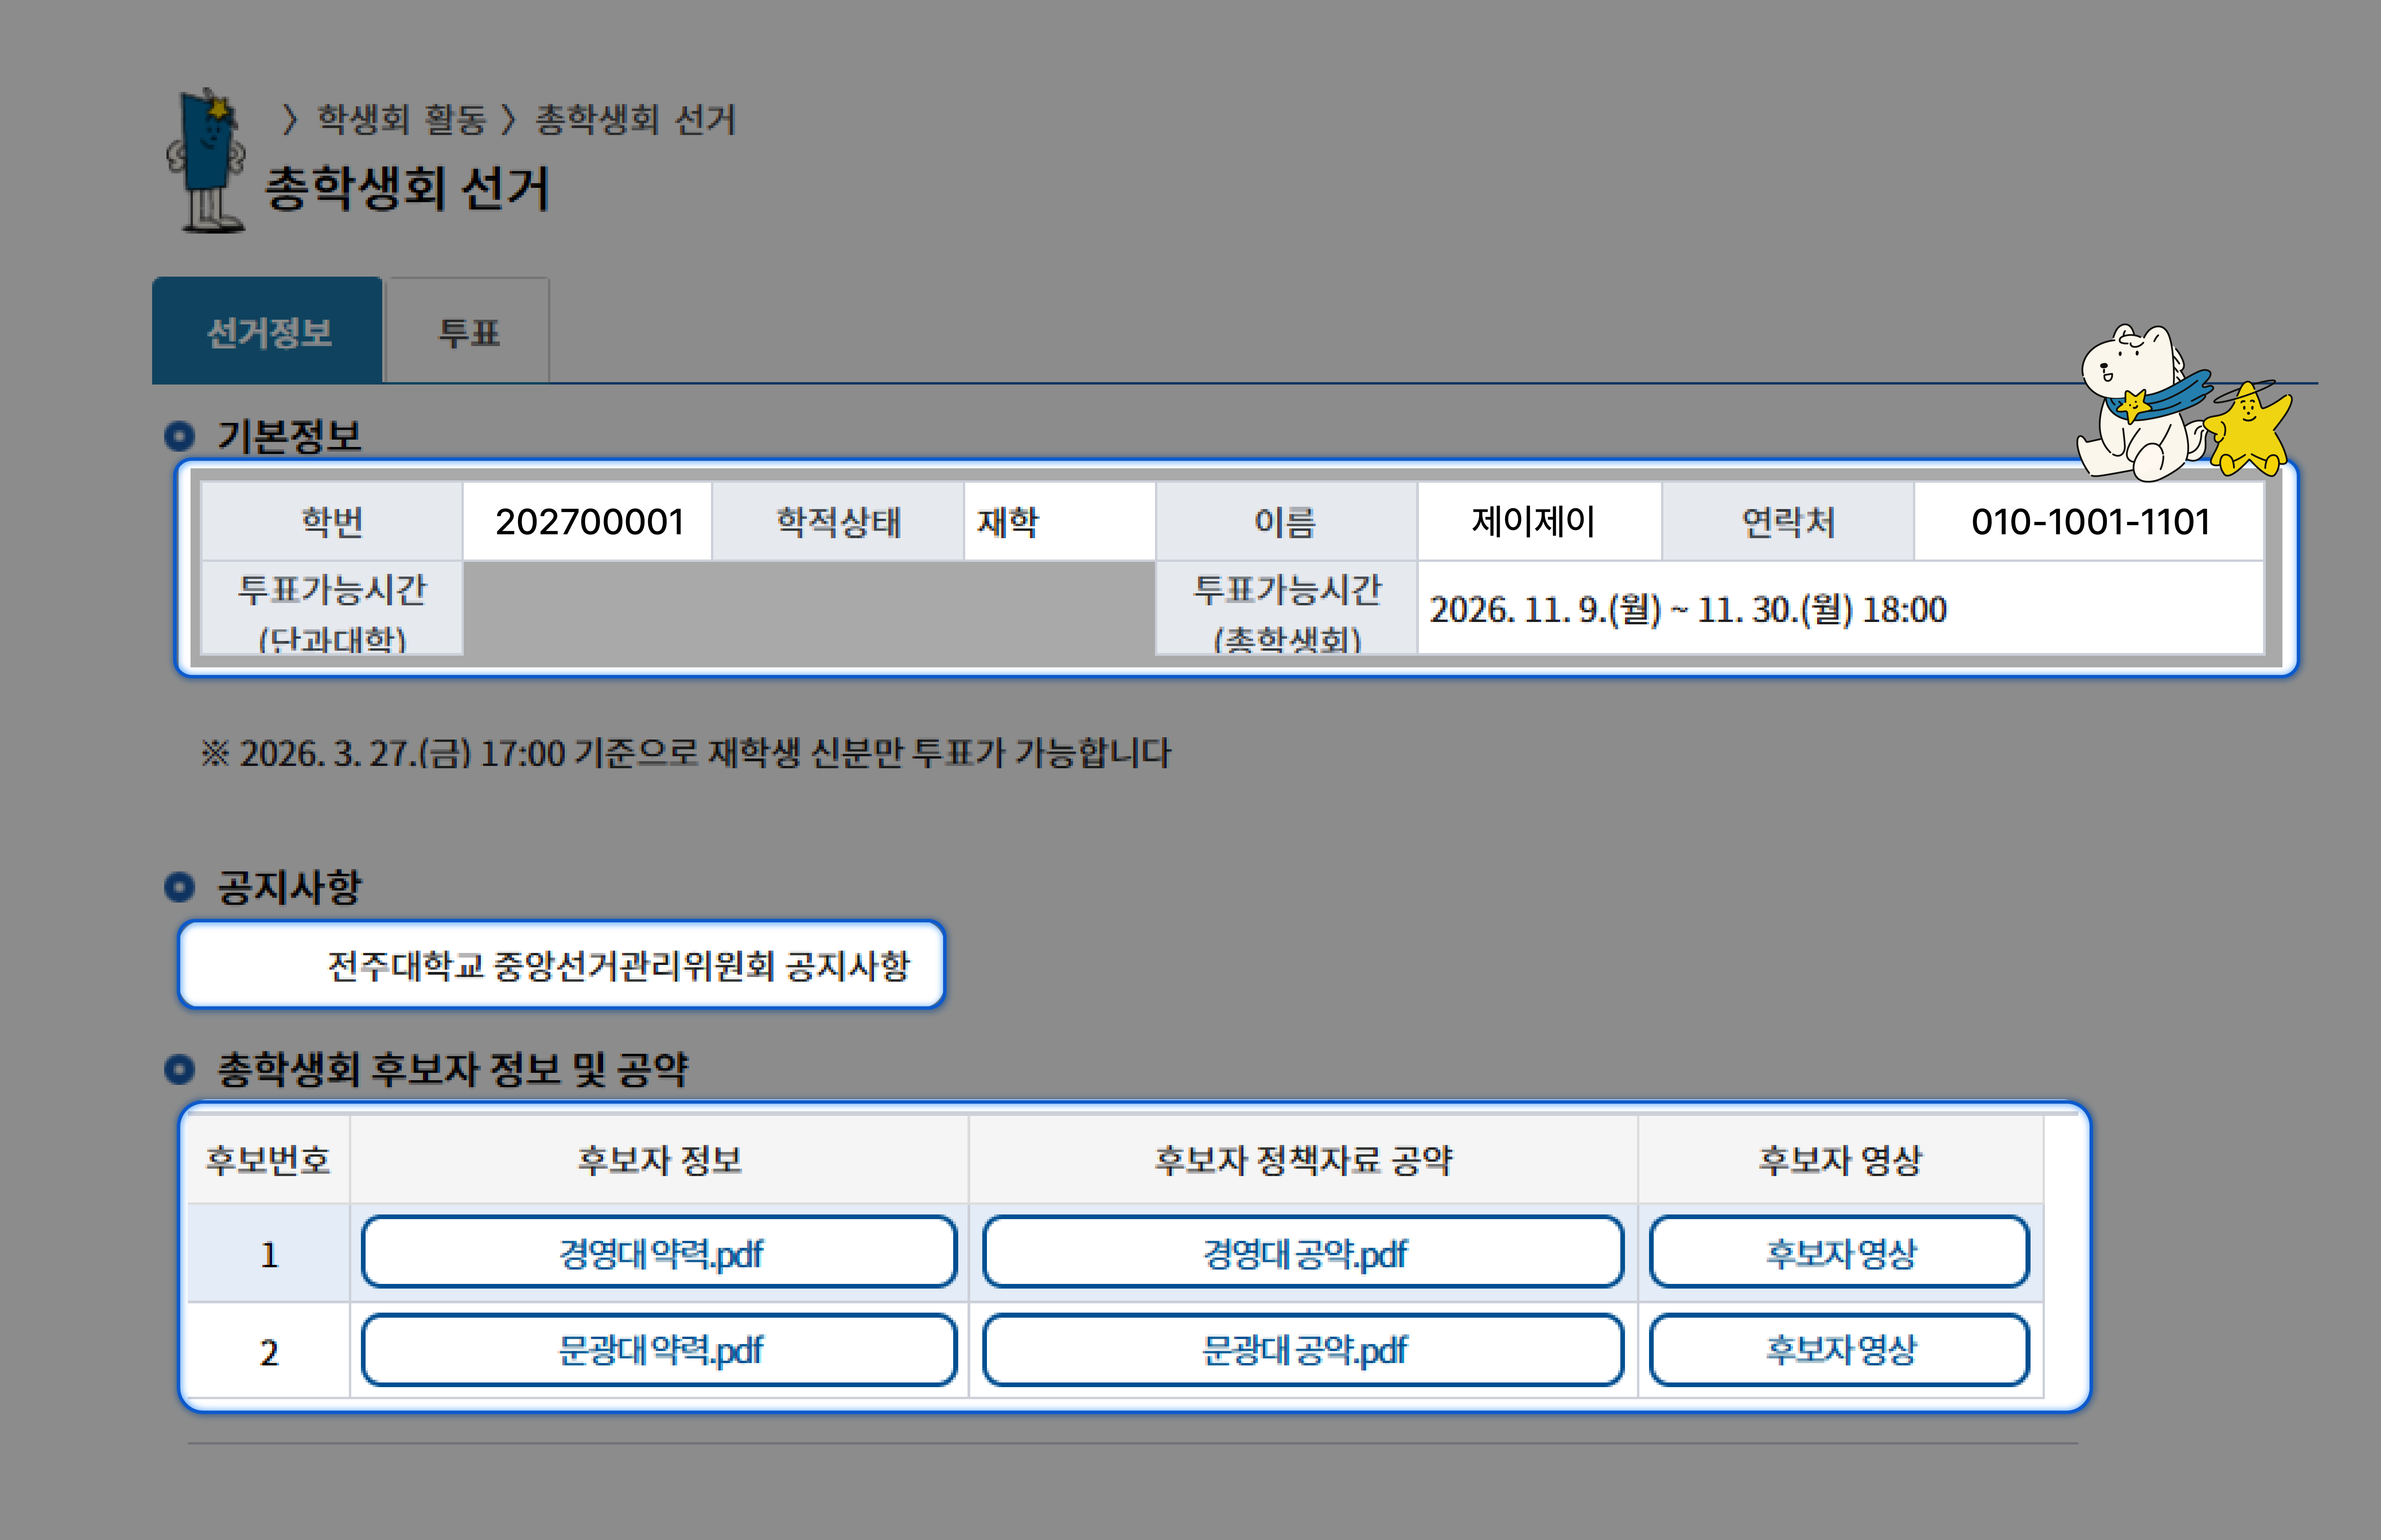 〉 학생회 활동 〉 총학생회 선거
총학생회 선거
선거정보 투표
기본정보
학번 202700001 학적상태 재학 이름 제이제이 연락처 010-1001-1101
투표가능시간 (단과대학) 투표가능시간 (총학생회) 2026. 11. 9.(월) ~ 11. 30.(월) 18:00
※ 2026. 3. 27.(금) 17:00 기준으로 재학생 신분만 투표가 가능합니다
공지사항
전주대학교 중앙선거관리위원회 공지사항
총학생회 후보자 정보 및 공약
후보번호 후보자 정보 후보자 정책자료 공약 후보자 영상
1 경영대 약력.pdf 경영대 공약.pdf 후보자 영상
2 문광대 약력.pdf 문광대 공약.pdf 후보자 영상